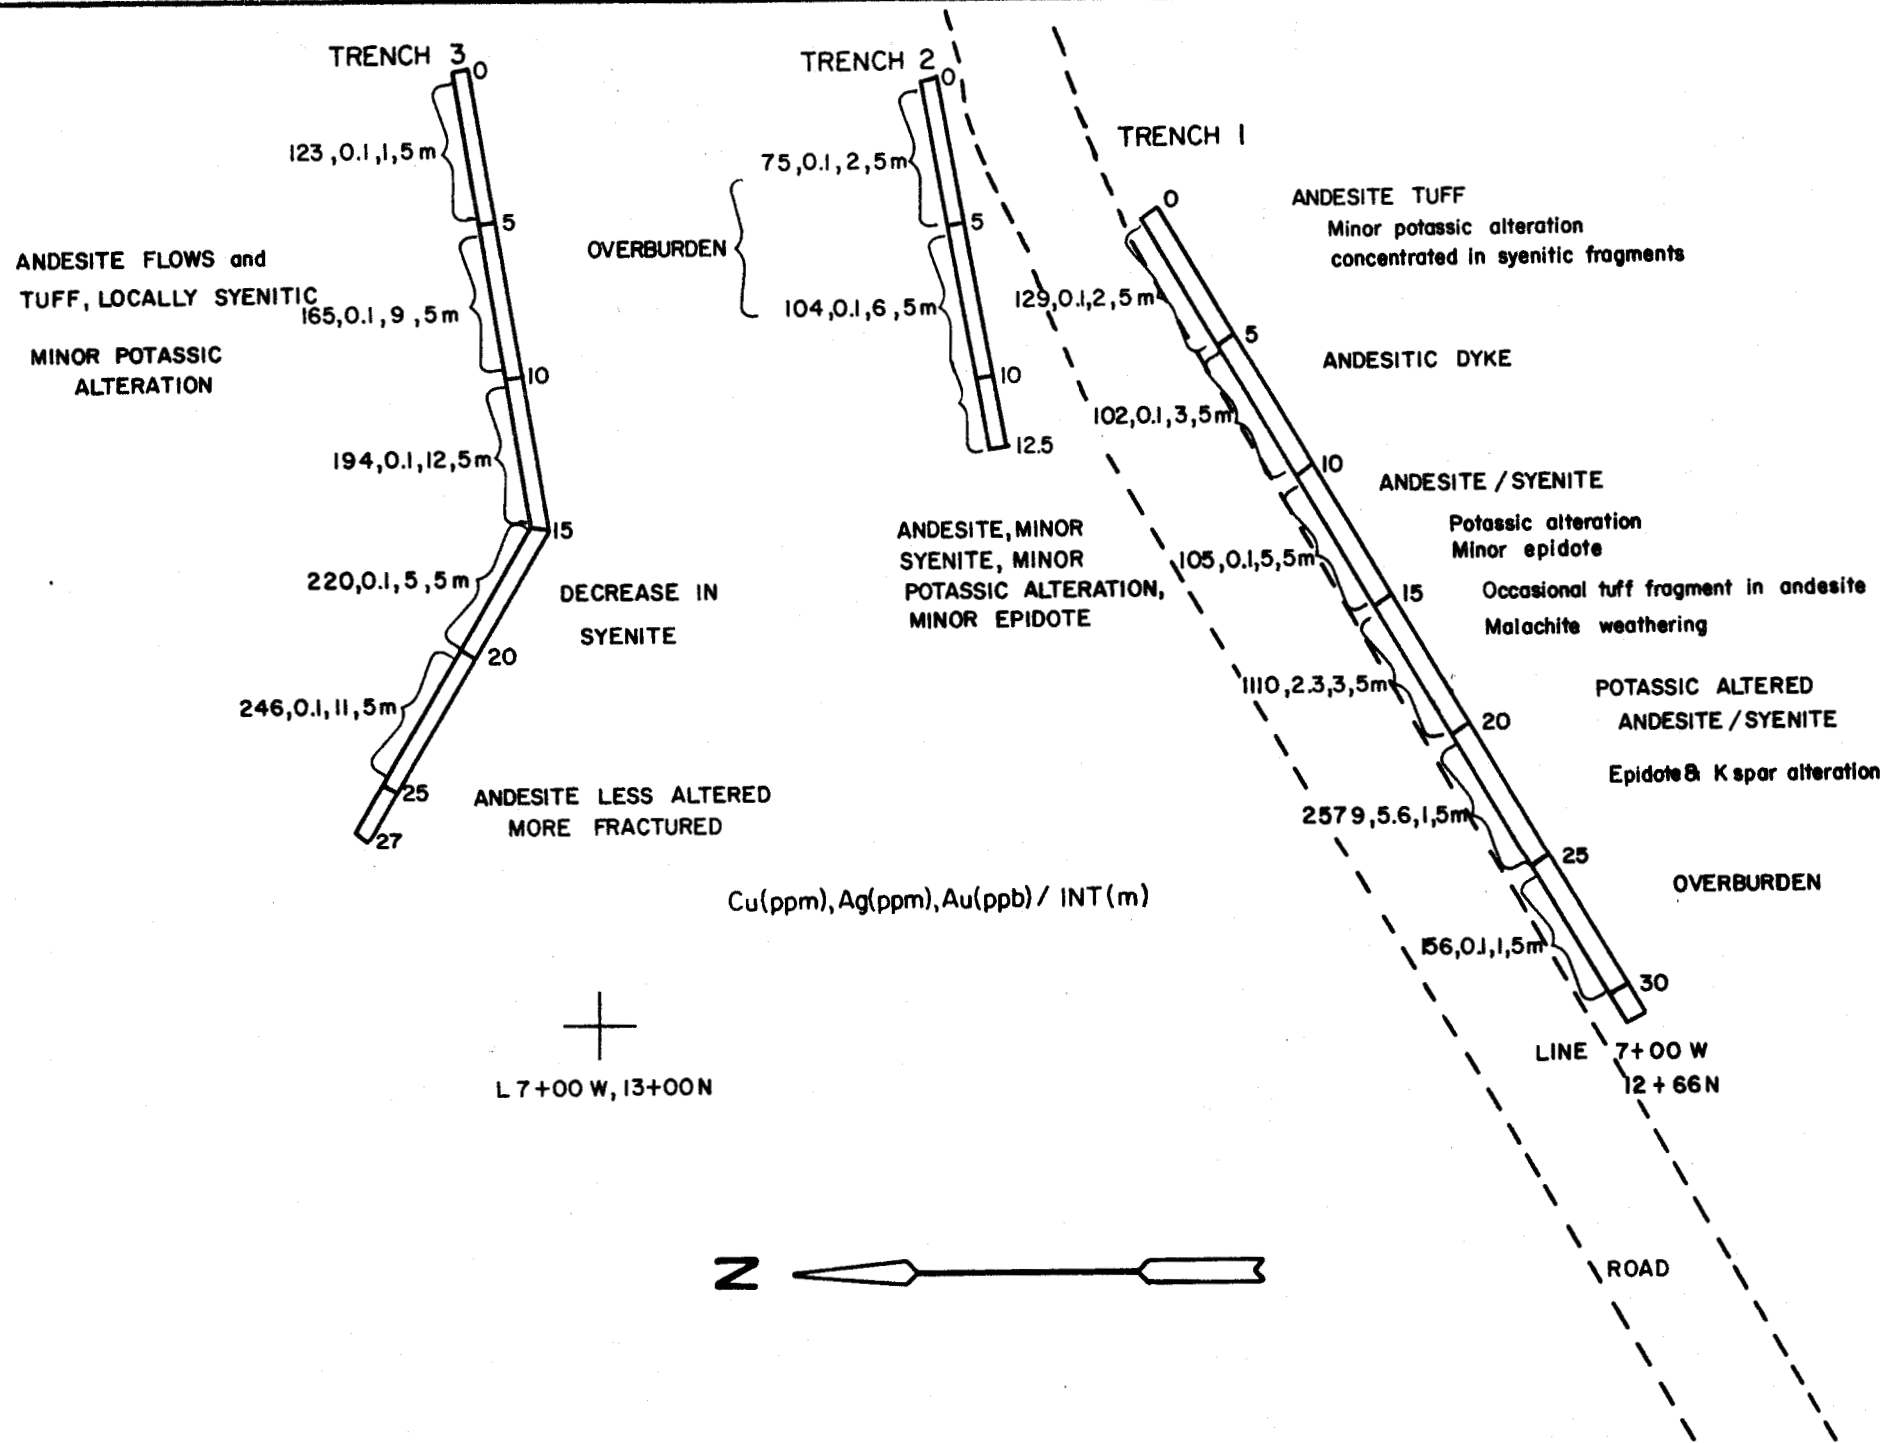 TRENCH 3
0
123,0.1,1,5m
5
ANDESITE FLOWS and
TUFF, LOCALLY SYENITIC
165,0.1,9,5m
MINOR POTASSIC
ALTERATION
10
194,0.1,12,5m
15
220,0.1,5,5m
DECREASE IN
SYENITE
20
246,0.1,11,5m
25
27
ANDESITE LESS ALTERED
MORE FRACTURED
TRENCH 2
0
75,0.1,2,5m
5
OVERBURDEN
104,0.1,6,5m
10
12.5
ANDESITE, MINOR
SYENITE, MINOR
POTASSIC ALTERATION,
MINOR EPIDOTE
TRENCH 1
0
ANDESITE TUFF
Minor potassic alteration
concentrated in syenitic fragments
129,0.1,2,5m
5
ANDESITIC DYKE
102,0.1,3,5m
10
ANDESITE / SYENITE
Potassic alteration
Minor epidote
105,0.1,5,5m
15
Occasional tuff fragment in andesite
Malachite weathering
1110,2.3,3,5m
POTASSIC ALTERED
ANDESITE / SYENITE
20
Epidote & K spar alteration
2579,5.6,1,5m
25
OVERBURDEN
156,0.1,1,5m
30
LINE 7+00 W
12+66N
Cu(ppm), Ag(ppm), Au(ppb) / INT(m)
L 7+00 W, 13+00N
N
ROAD